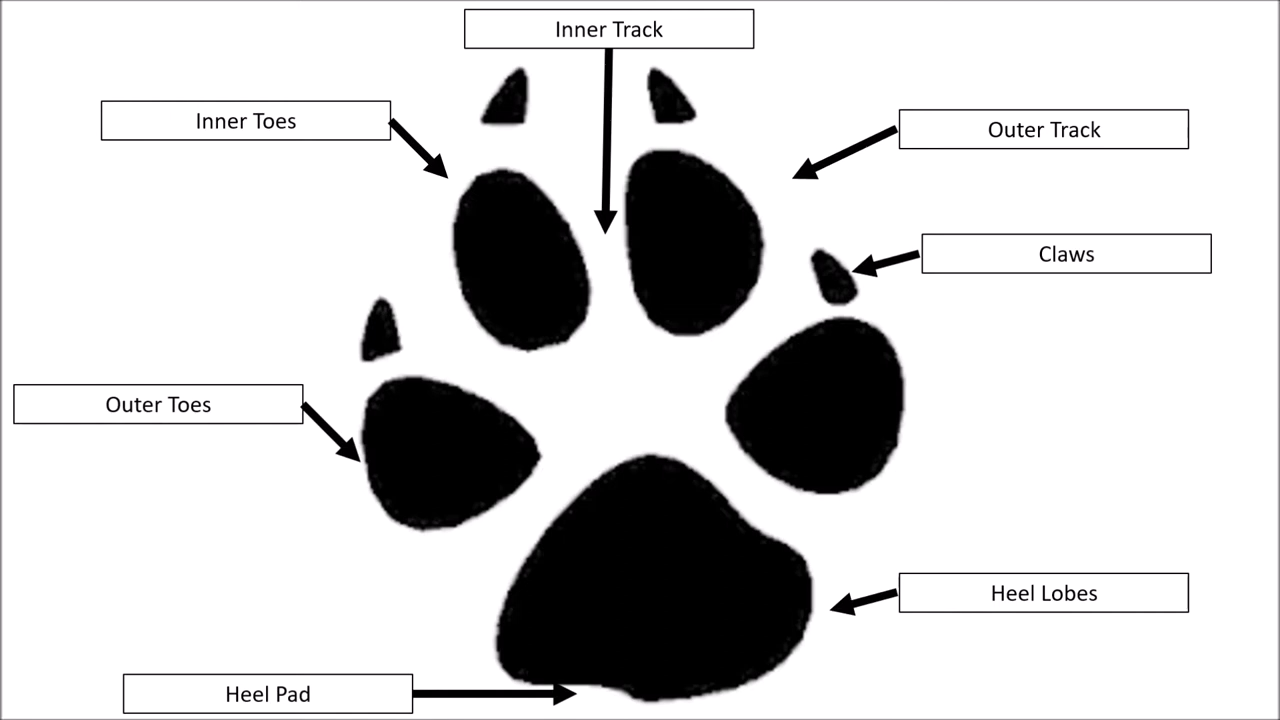 Inner Track
Inner Toes
Outer Track
Claws
Outer Toes
Heel Lobes
Heel Pad